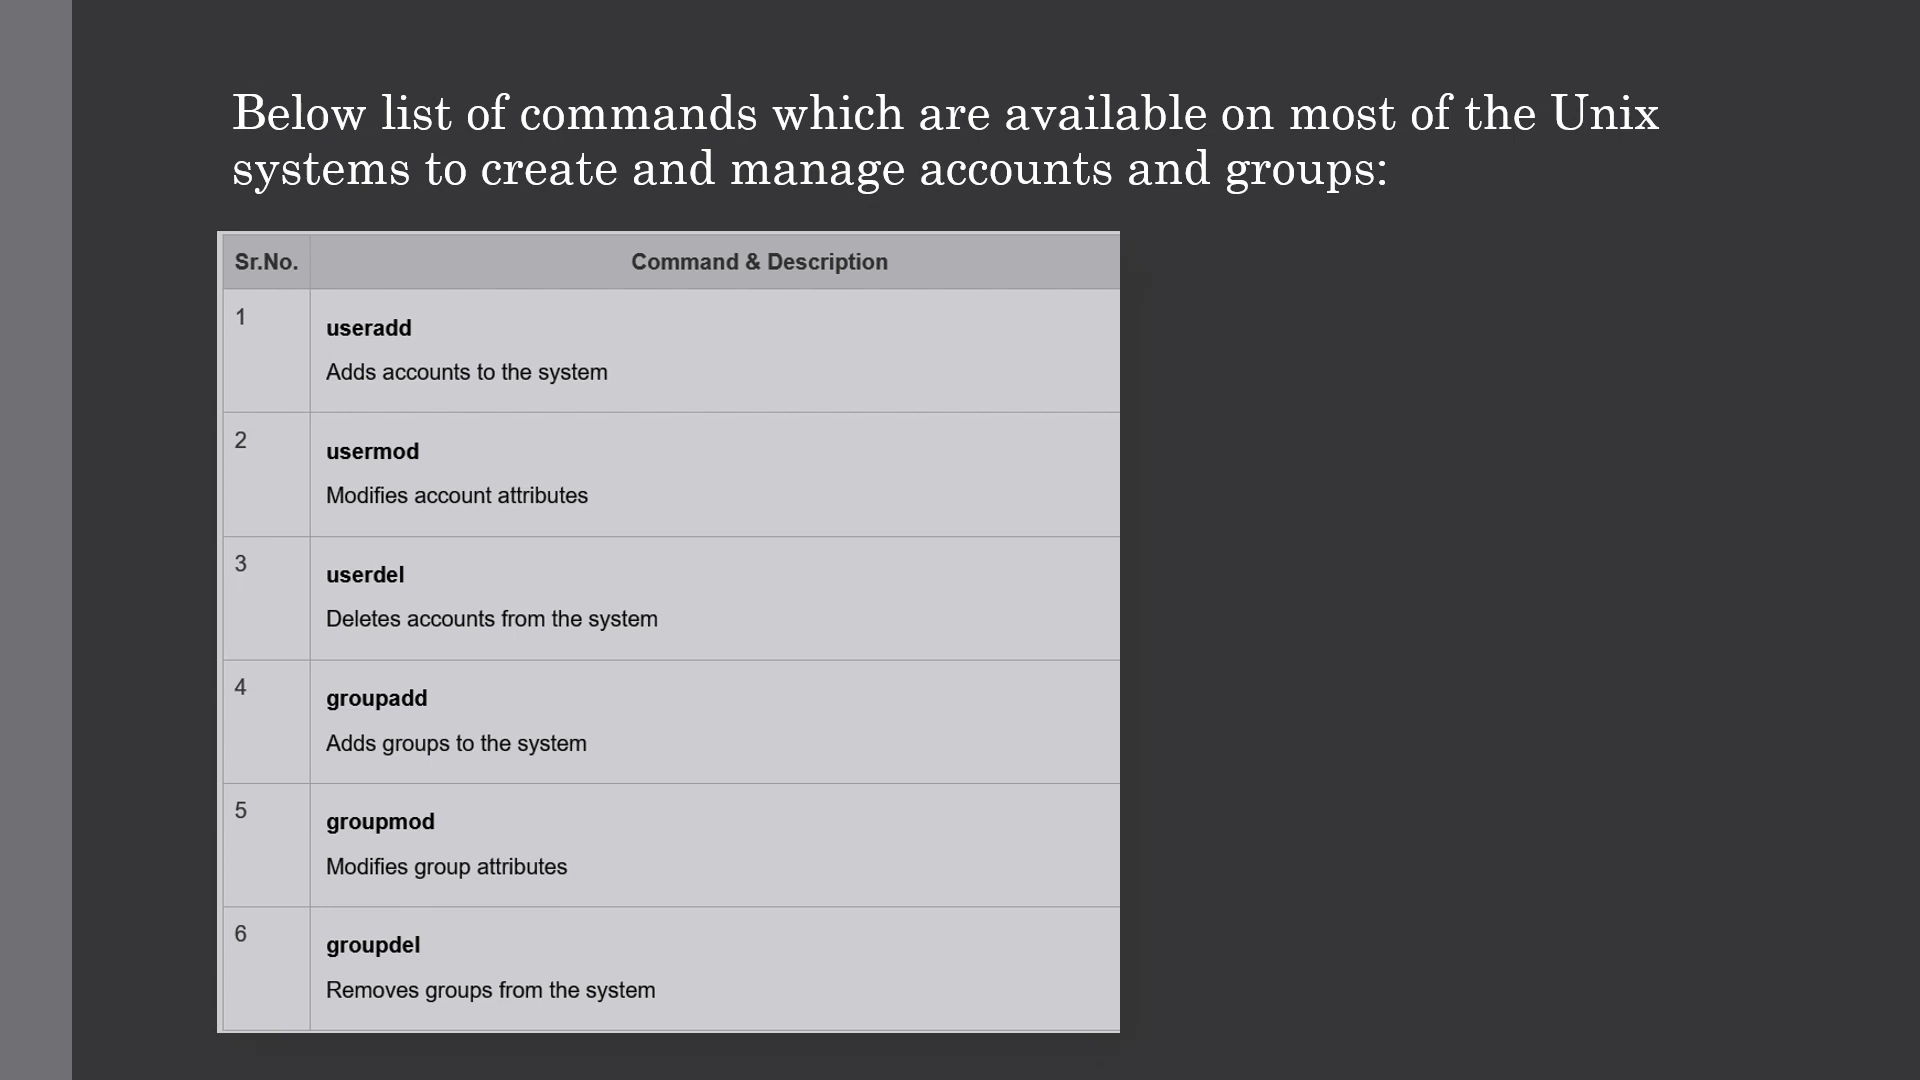 Below list of commands which are available on most of the Unix
systems to create and manage accounts and groups:
Sr.No. Command & Description
1
useradd
Adds accounts to the system
2
usermod
Modifies account attributes
3
userdel
Deletes accounts from the system
4
groupadd
Adds groups to the system
5
groupmod
Modifies group attributes
6
groupdel
Removes groups from the system